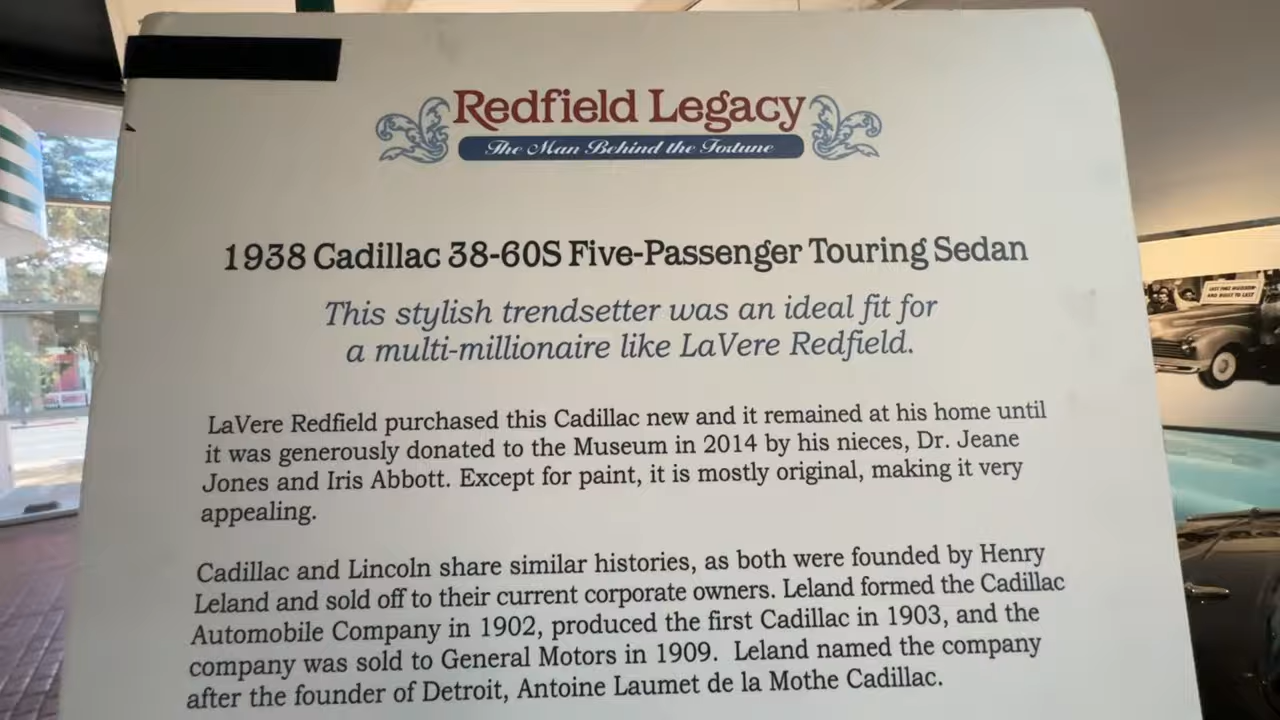 Redfield Legacy
The Man Behind the Fortune
1938 Cadillac 38-60S Five-Passenger Touring Sedan
This stylish trendsetter was an ideal fit for
a multi-millionaire like LaVere Redfield.
LaVere Redfield purchased this Cadillac new and it remained at his home until
it was generously donated to the Museum in 2014 by his nieces, Dr. Jeane
Jones and Iris Abbott. Except for paint, it is mostly original, making it very
appealing.
Cadillac and Lincoln share similar histories, as both were founded by Henry
Leland and sold off to their current corporate owners. Leland formed the Cadillac
Automobile Company in 1902, produced the first Cadillac in 1903, and the
company was sold to General Motors in 1909. Leland named the company
after the founder of Detroit, Antoine Laumet de la Mothe Cadillac.
AND BUILT TO LAST